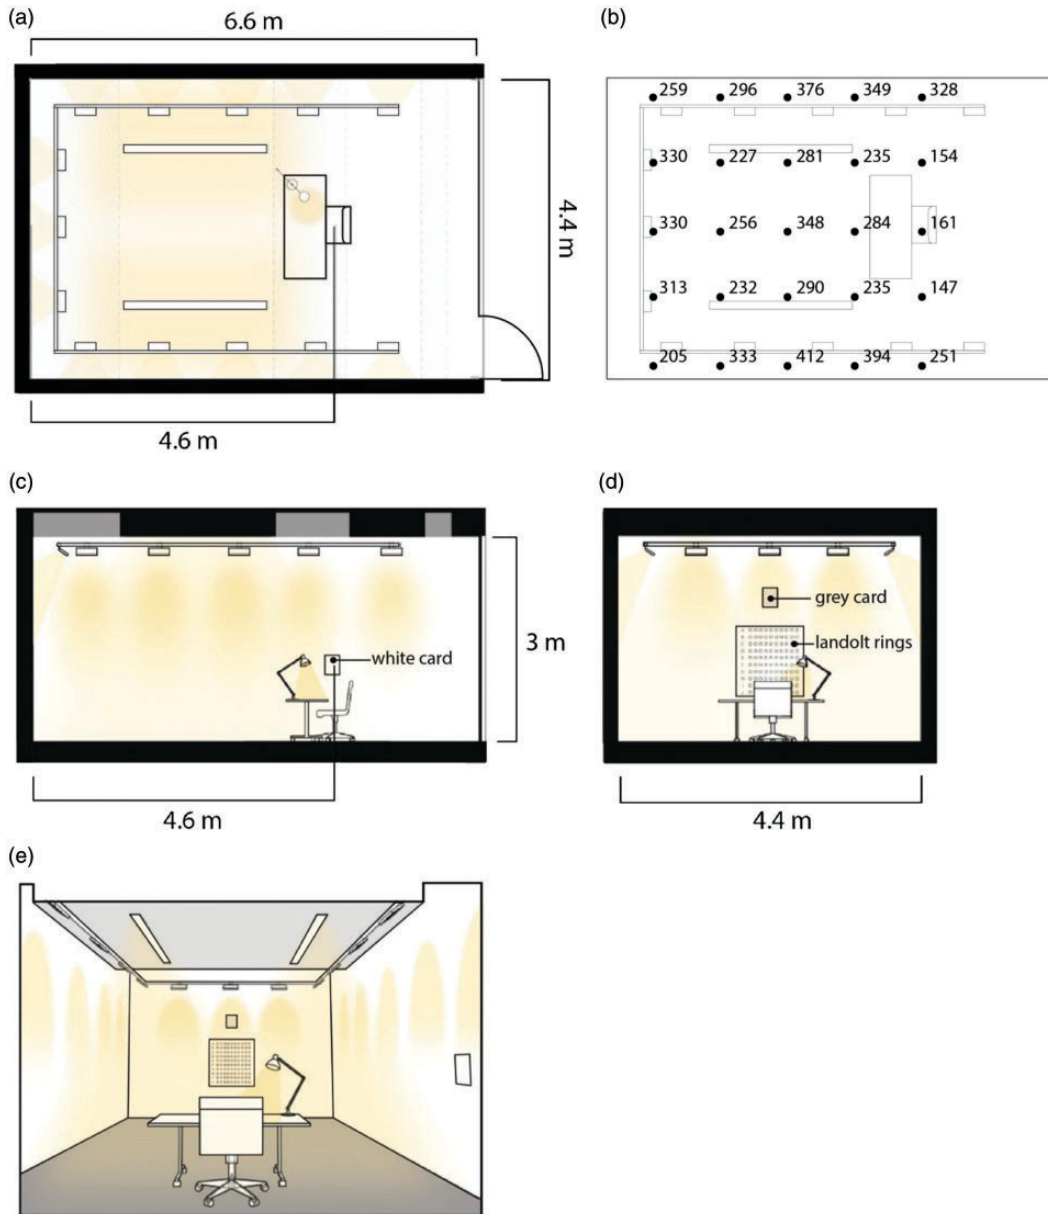 (a)
6.6 m
4.4 m
4.6 m
(b)
259 296 376 349 328
330 227 281 235 154
330 256 348 284 161
313 232 290 235 147
205 333 412 394 251
(c)
white card
3 m
4.6 m
(d)
grey card
landolt rings
4.4 m
(e)